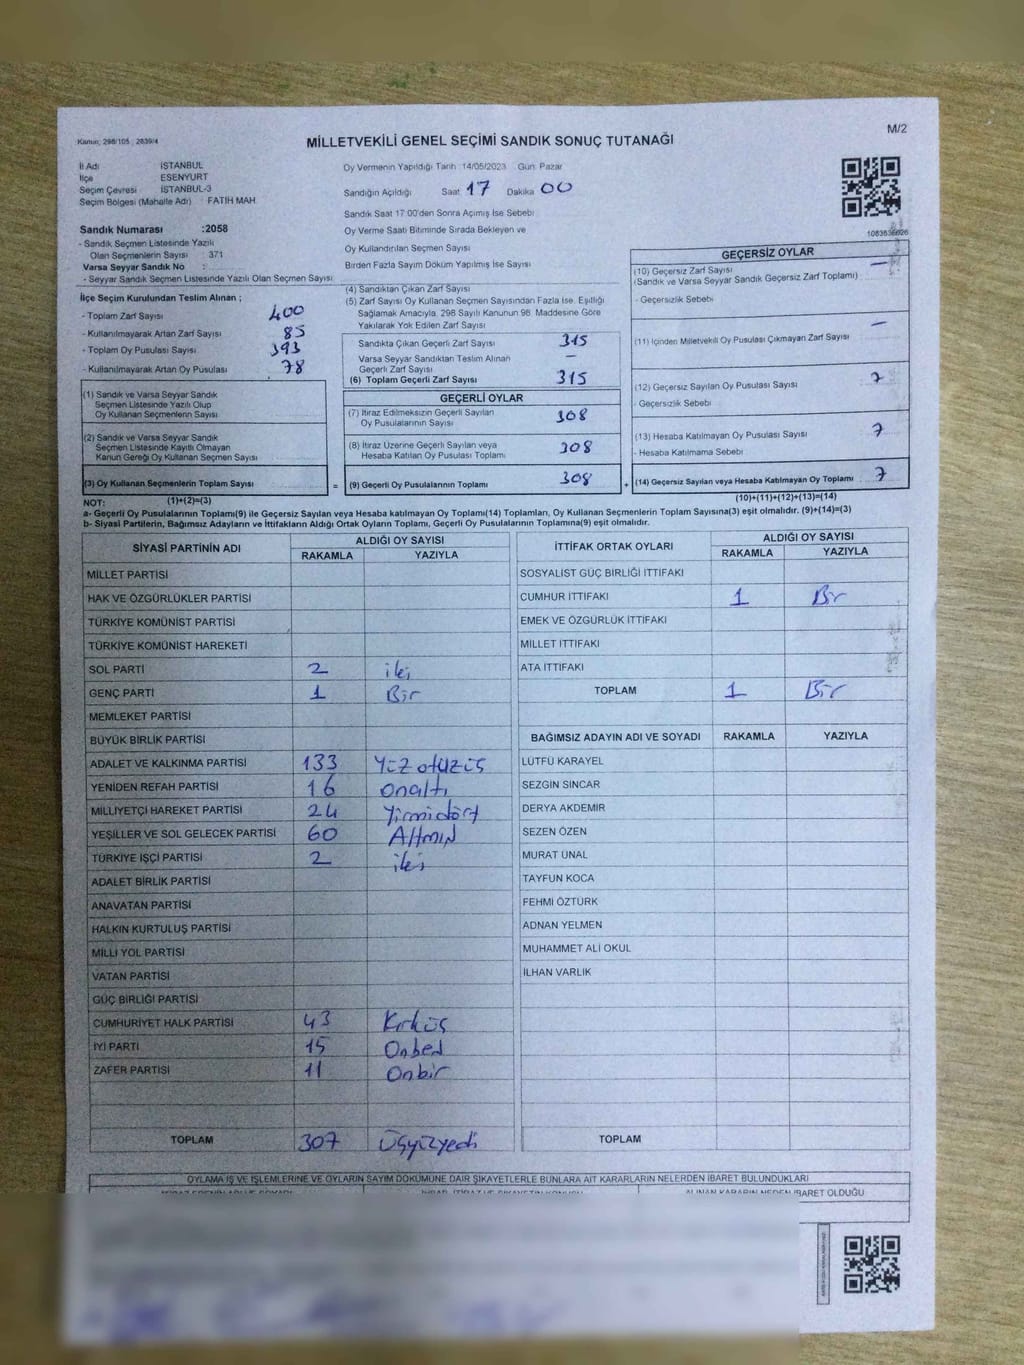 M/2
Kanun; 298/105 , 2839/4
MİLLETVEKİLİ GENEL SEÇİMİ SANDIK SONUÇ TUTANAĞI
İl Adı : İSTANBUL
İlçe : ESENYURT
Seçim Çevresi : İSTANBUL-3
Seçim Bölgesi (Mahalle Adı) : FATİH MAH
Sandık Numarası :2058
- Sandık Seçmen Listesinde Yazılı
Olan Seçmenlerin Sayısı : 371
Varsa Seyyar Sandık No :
- Seyyar Sandık Seçmen Listesinde Yazılı Olan Seçmen Sayısı :
İlçe Seçim Kurulundan Teslim Alınan ;
- Toplam Zarf Sayısı : 400
- Kullanılmayarak Artan Zarf Sayısı : 85
- Toplam Oy Pusulası Sayısı : 393
- Kullanılmayarak Artan Oy Pusulası : 78
(1) Sandık ve Varsa Seyyar Sandık
Seçmen Listesinde Yazılı Olup
Oy Kullanan Seçmenlerin Sayısı
(2) Sandık ve Varsa Seyyar Sandık
Seçmen Listesinde Kayıtlı Olmayan
Kanun Gereği Oy Kullanan Seçmen Sayısı
(3) Oy Kullanan Seçmenlerin Toplam Sayısı
(1)+(2)=(3)
Oy Vermenin Yapıldığı Tarih : 14/05/2023 Gün: Pazar
Sandığın Açıldığı Saat 17 Dakika 00
Sandık Saat 17:00'den Sonra Açılmış İse Sebebi
Oy Verme Saati Bitiminde Sırada Bekleyen ve
Oy Kullandırılan Seçmen Sayısı
Birden Fazla Sayım Döküm Yapılmış İse Sayısı
(4) Sandıktan Çıkan Zarf Sayısı
(5) Zarf Sayısı Oy Kullanan Seçmen Sayısından Fazla İse, Eşitliği
Sağlamak Amacıyla, 298 Sayılı Kanunun 98. Maddesine Göre
Yakılarak Yok Edilen Zarf Sayısı
Sandıkta Çıkan Geçerli Zarf Sayısı 315
Varsa Seyyar Sandıktan Teslim Alınan
Geçerli Zarf Sayısı –
(6) Toplam Geçerli Zarf Sayısı 315
GEÇERLİ OYLAR
(7) İtiraz Edilmeksizin Geçerli Sayılan
Oy Pusulalarının Sayısı 308
(8) İtiraz Üzerine Geçerli Sayılan veya
Hesaba Katılan Oy Pusulası Toplamı 308
= (9) Geçerli Oy Pusulalarının Toplamı 308
1083836626
GEÇERSİZ OYLAR
(10) Geçersiz Zarf Sayısı –
(Sandık ve Varsa Seyyar Sandık Geçersiz Zarf Toplamı)
- Geçersizlik Sebebi
(11) İçinden Milletvekili Oy Pusulası Çıkmayan Zarf Sayısı –
(12) Geçersiz Sayılan Oy Pusulası Sayısı 7
- Geçersizlik Sebebi
(13) Hesaba Katılmayan Oy Pusulası Sayısı 7
- Hesaba Katılmama Sebebi
+ (14) Geçersiz Sayılan veya Hesaba Katılmayan Oy Toplamı 7
(10)+(11)+(12)+(13)=(14)
NOT:
a- Geçerli Oy Pusulalarının Toplamı(9) ile Geçersiz Sayılan veya Hesaba katılmayan Oy Toplamı(14) Toplamları, Oy Kullanan Seçmenlerin Toplam Sayısına(3) eşit olmalıdır. (9)+(14)=(3)
b- Siyasi Partilerin, Bağımsız Adayların ve İttifakların Aldığı Ortak Oyların Toplamı, Geçerli Oy Pusulalarının Toplamına(9) eşit olmalıdır.
SİYASİ PARTİNİN ADI ALDIĞI OY SAYISI
RAKAMLA YAZIYLA
MİLLET PARTİSİ
HAK VE ÖZGÜRLÜKLER PARTİSİ
TÜRKİYE KOMÜNİST PARTİSİ
TÜRKİYE KOMÜNİST HAREKETİ
SOL PARTİ 2 iki
GENÇ PARTİ 1 Bir
MEMLEKET PARTİSİ
BÜYÜK BİRLİK PARTİSİ
ADALET VE KALKINMA PARTİSİ 133 Yüzotuzüç
YENİDEN REFAH PARTİSİ 16 Onaltı
MİLLİYETÇİ HAREKET PARTİSİ 24 Yirmidört
YEŞİLLER VE SOL GELECEK PARTİSİ 60 Altmış
TÜRKİYE İŞÇİ PARTİSİ 2 iki
ADALET BİRLİK PARTİSİ
ANAVATAN PARTİSİ
HALKIN KURTULUŞ PARTİSİ
MİLLİ YOL PARTİSİ
VATAN PARTİSİ
GÜÇ BİRLİĞİ PARTİSİ
CUMHURİYET HALK PARTİSİ 43 Kırküç
İYİ PARTİ 15 Onbeş
ZAFER PARTİSİ 11 Onbir
TOPLAM 307 Üçyüzyedi
İTTİFAK ORTAK OYLARI ALDIĞI OY SAYISI
RAKAMLA YAZIYLA
SOSYALİST GÜÇ BİRLİĞİ İTTİFAKI
CUMHUR İTTİFAKI 1 Bir
EMEK VE ÖZGÜRLÜK İTTİFAKI
MİLLET İTTİFAKI
ATA İTTİFAKI
TOPLAM 1 Bir
BAĞIMSIZ ADAYIN ADI VE SOYADI RAKAMLA YAZIYLA
LÜTFÜ KARAYEL
SEZGİN SİNCAR
DERYA AKDEMİR
SEZEN ÖZEN
MURAT ÜNAL
TAYFUN KOCA
FEHMİ ÖZTÜRK
ADNAN YELMEN
MUHAMMET ALİ OKUL
İLHAN VARLIK
TOPLAM
OYLAMA İŞ VE İŞLEMLERİNE VE OYLARIN SAYIM DÖKÜMÜNE DAİR ŞİKAYETLERLE BUNLARA AİT KARARLARIN NELERDEN İBARET BULUNDUKLARI
ALINAN KARARIN NEDEN İBARET OLDUĞU